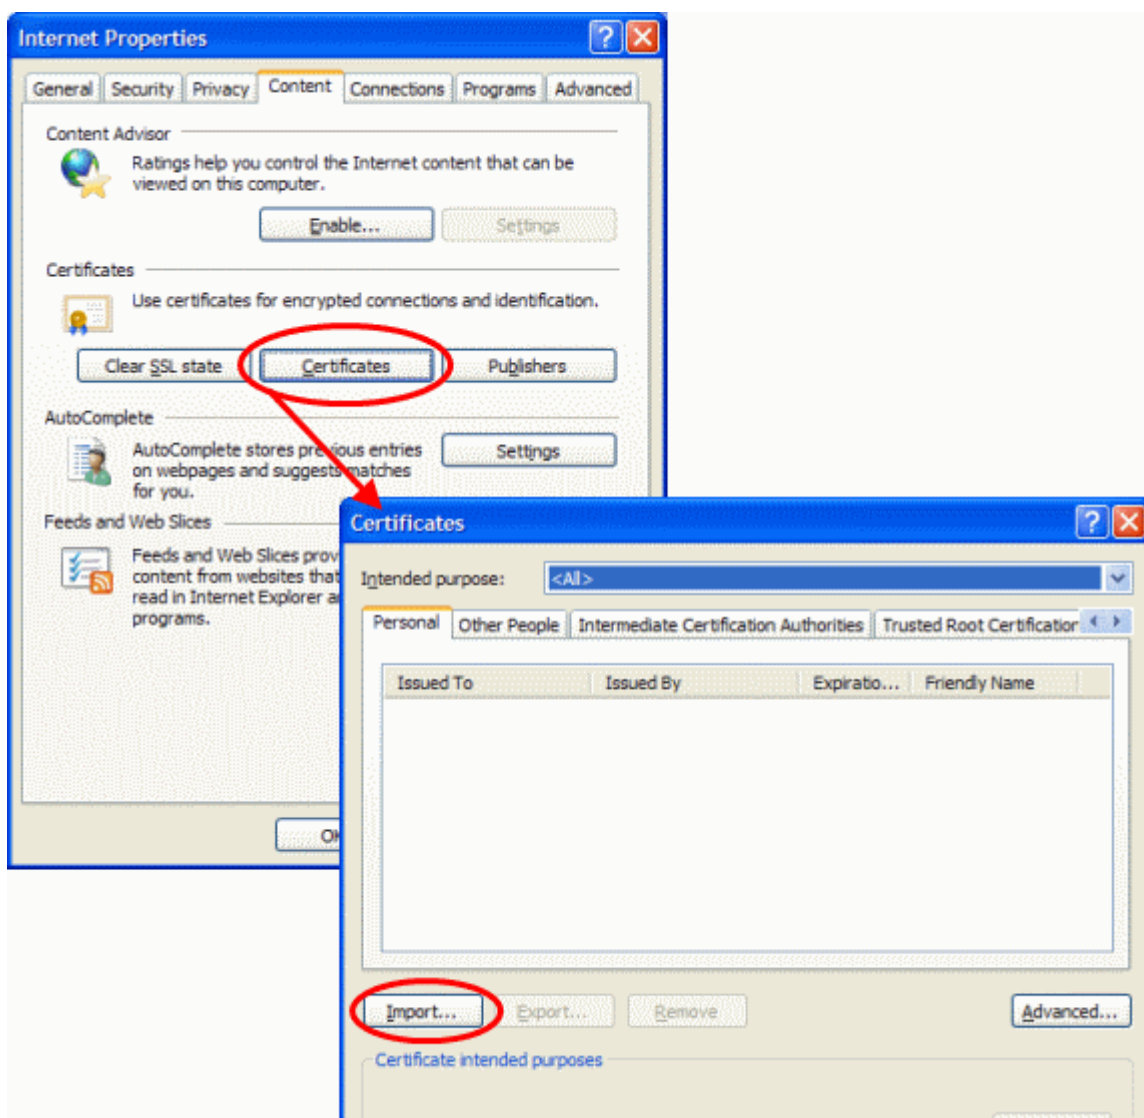 Internet Properties
General Security Privacy Content Connections Programs Advanced
Content Advisor
Ratings help you control the Internet content that can be
viewed on this computer.
Enable... Settings
Certificates
Use certificates for encrypted connections and identification.
Clear SSL state Certificates Publishers
AutoComplete
AutoComplete stores previous entries
on webpages and suggests matches
for you.
Settings
Feeds and Web Slices
Feeds and Web Slices prov
content from websites that
read in Internet Explorer a
programs.
OK
Certificates
Intended purpose: <All>
Personal Other People Intermediate Certification Authorities Trusted Root Certification
Issued To Issued By Expiratio... Friendly Name
Import... Export... Remove Advanced...
Certificate intended purposes